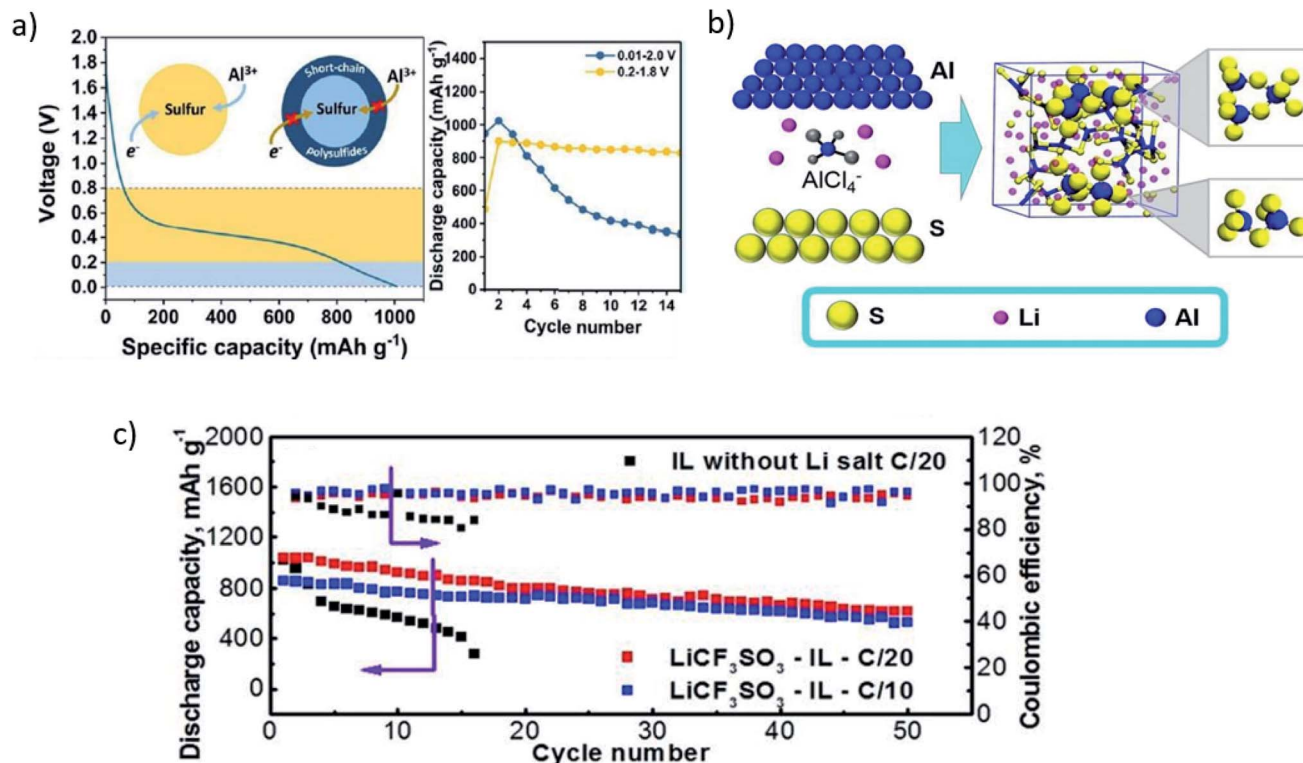 a)
2.0
1.8
1.6
1.4
1.2
1.0
0.8
0.6
0.4
0.2
0.0
Voltage (V)
0 200 400 600 800 1000
Specific capacity (mAh g-1)
Al3+
Sulfur
e-
Short-chain
Al3+
Sulfur
e-
polysulfides
1400
1200
1000
800
600
400
200
0
Discharge capacity (mAh g-1)
0.01-2.0 V
0.2-1.8 V
2 4 6 8 10 12 14
Cycle number
b)
Al
AlCl4-
S
S Li Al
c)
2000
1600
1200
800
400
0
Discharge capacity, mAh g-1
IL without Li salt C/20
LiCF3SO3 - IL - C/20
LiCF3SO3 - IL - C/10
120
100
80
60
40
20
0
Coulombic efficiency, %
0 10 20 30 40 50
Cycle number